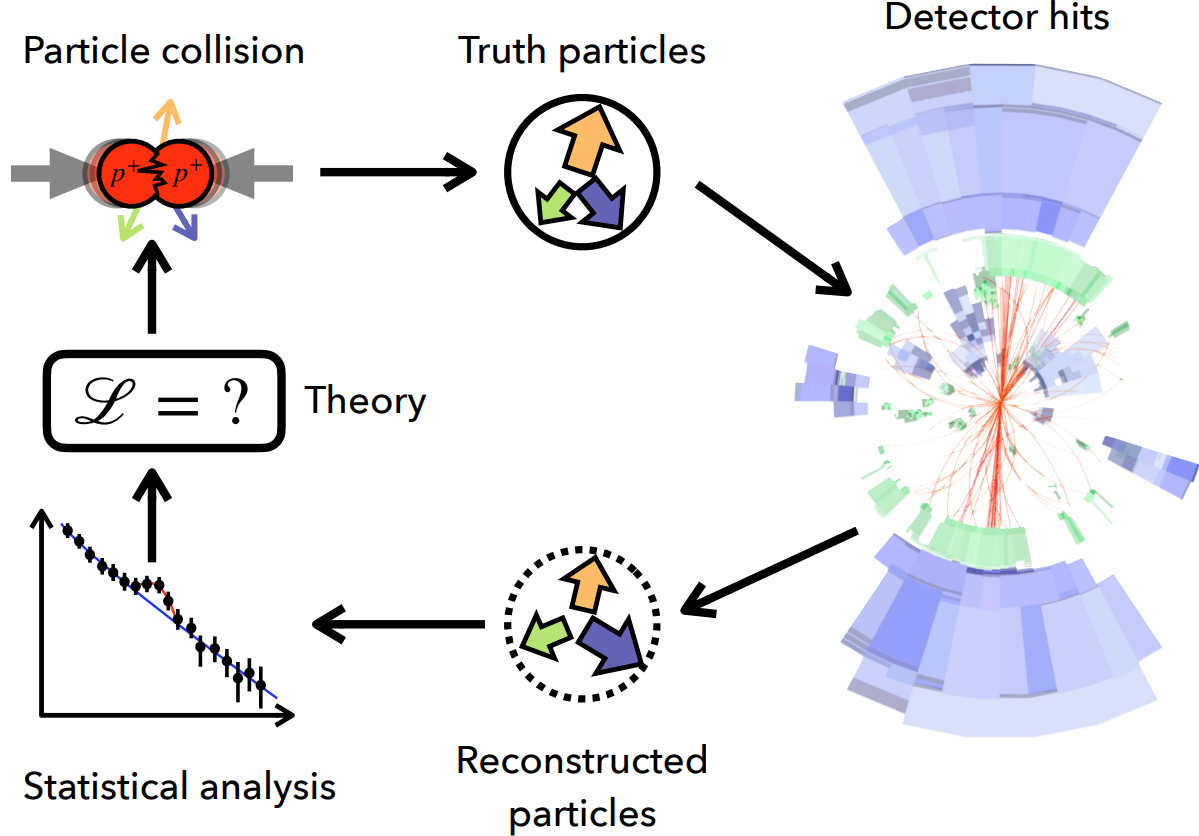 Particle collision
Truth particles
Detector hits
p⁺ p⁺
ℒ = ?
Theory
Statistical analysis
Reconstructed
particles